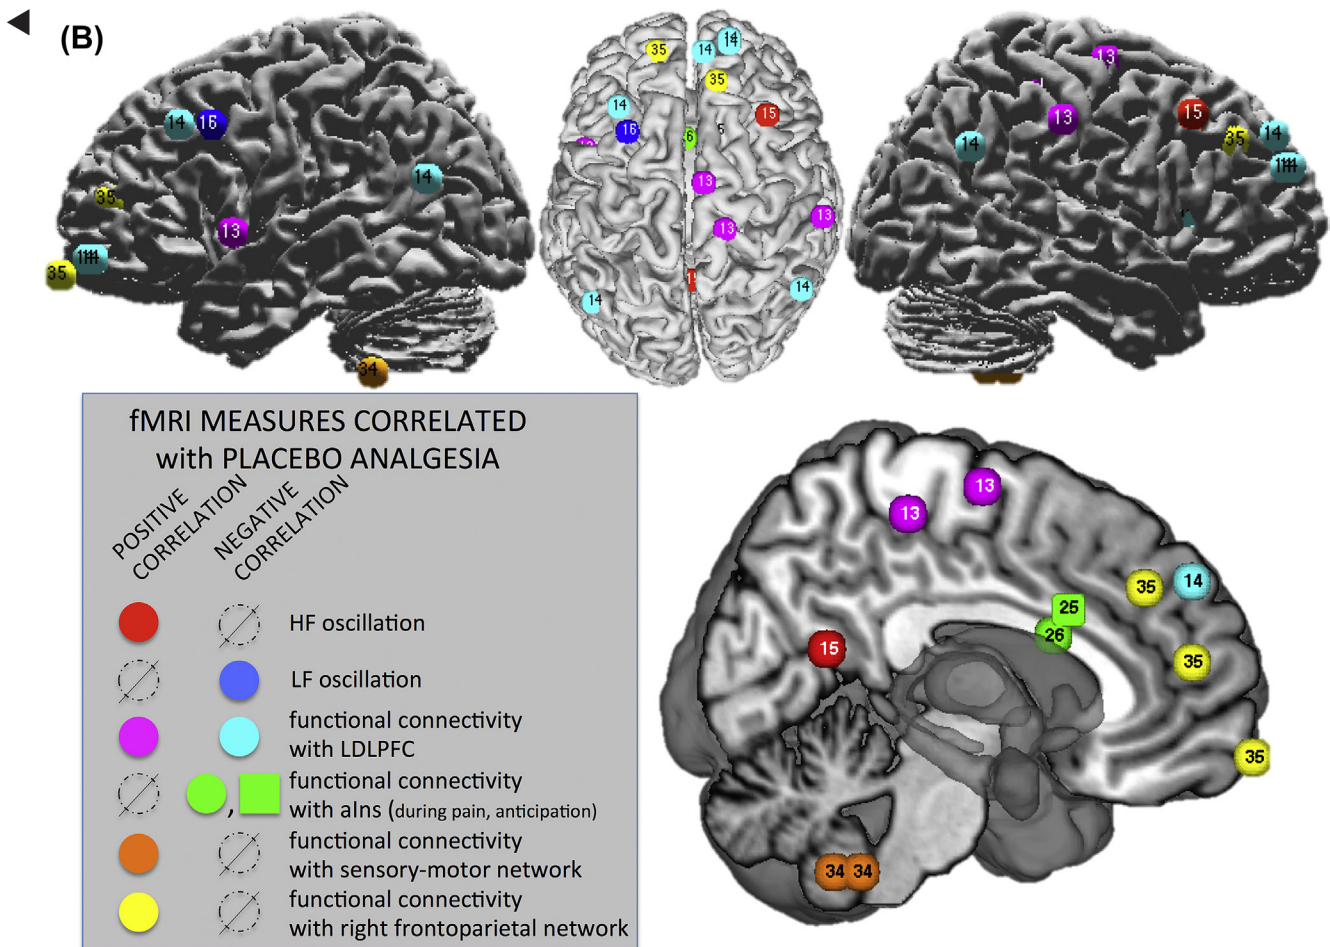 (B)
35
14
14
14
16
15
6
5
13
13
13
14
14
14
16
14
35
13
35
34
13
13
15
14
35
14
fMRI MEASURES CORRELATED
with PLACEBO ANALGESIA
POSITIVE
CORRELATION
NEGATIVE
CORRELATION
HF oscillation
LF oscillation
functional connectivity
with LDLPFC
,
functional connectivity
with aIns (during pain, anticipation)
functional connectivity
with sensory-motor network
functional connectivity
with right frontoparietal network
13
13
35
14
25
26
15
35
35
34 34